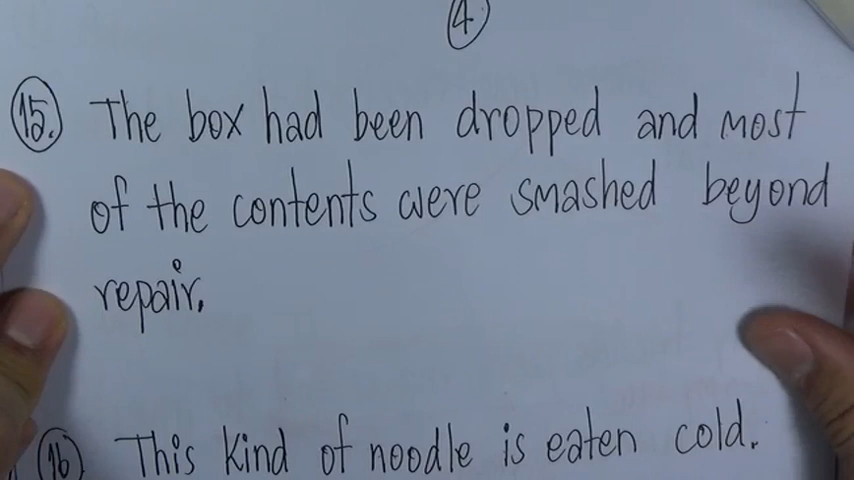 4
15. The box had been dropped and most
of the contents were smashed beyond
repair.
16 This kind of noodle is eaten cold.